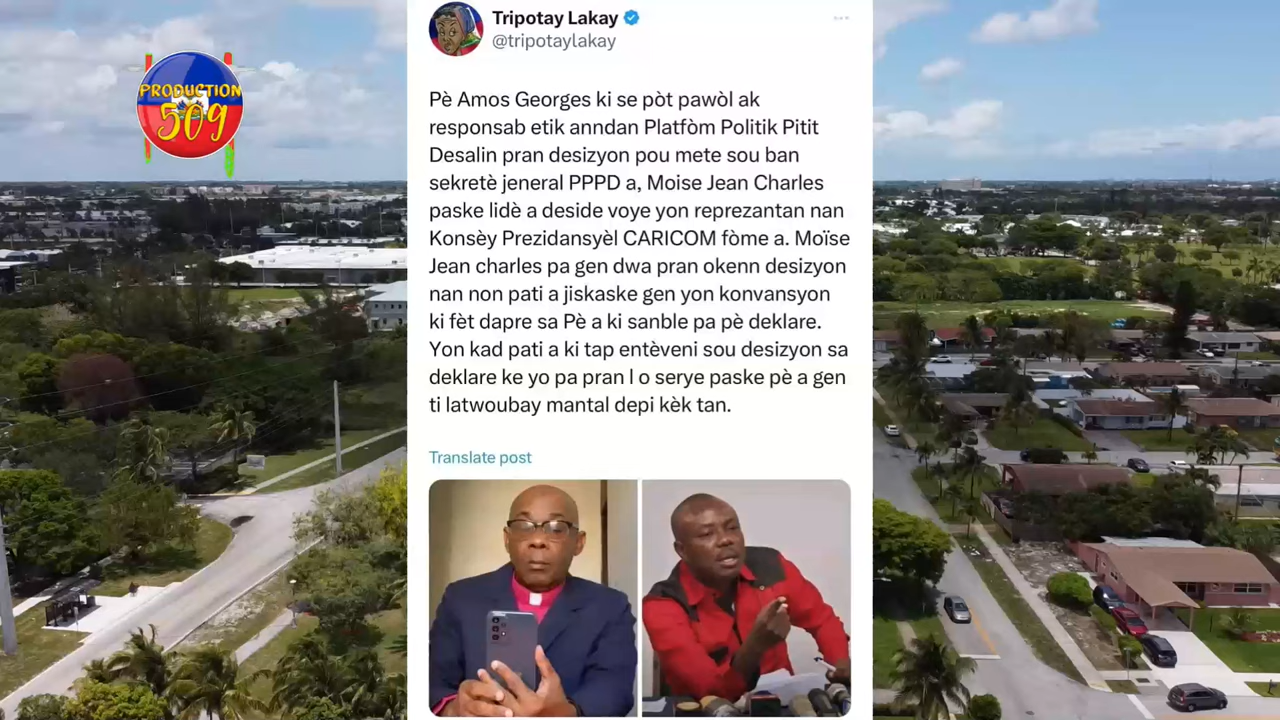 PRODUCTION
509
Tripotay Lakay
@tripotaylakay
Pè Amos Georges ki se pòt pawòl ak
responsab etik anndan Platfòm Politik Pitit
Desalin pran desizyon pou mete sou ban
sekretè jeneral PPPD a, Moise Jean Charles
paske lidè a deside voye yon reprezantan nan
Konsèy Prezidansyèl CARICOM fòme a. Moïse
Jean charles pa gen dwa pran okenn desizyon
nan non pati a jiskaske gen yon konvansyon
ki fèt dapre sa Pè a ki sanble pa pè deklare.
Yon kad pati a ki tap entèveni sou desizyon sa
deklare ke yo pa pran l o serye paske pè a gen
ti latwoubay mantal depi kèk tan.
Translate post